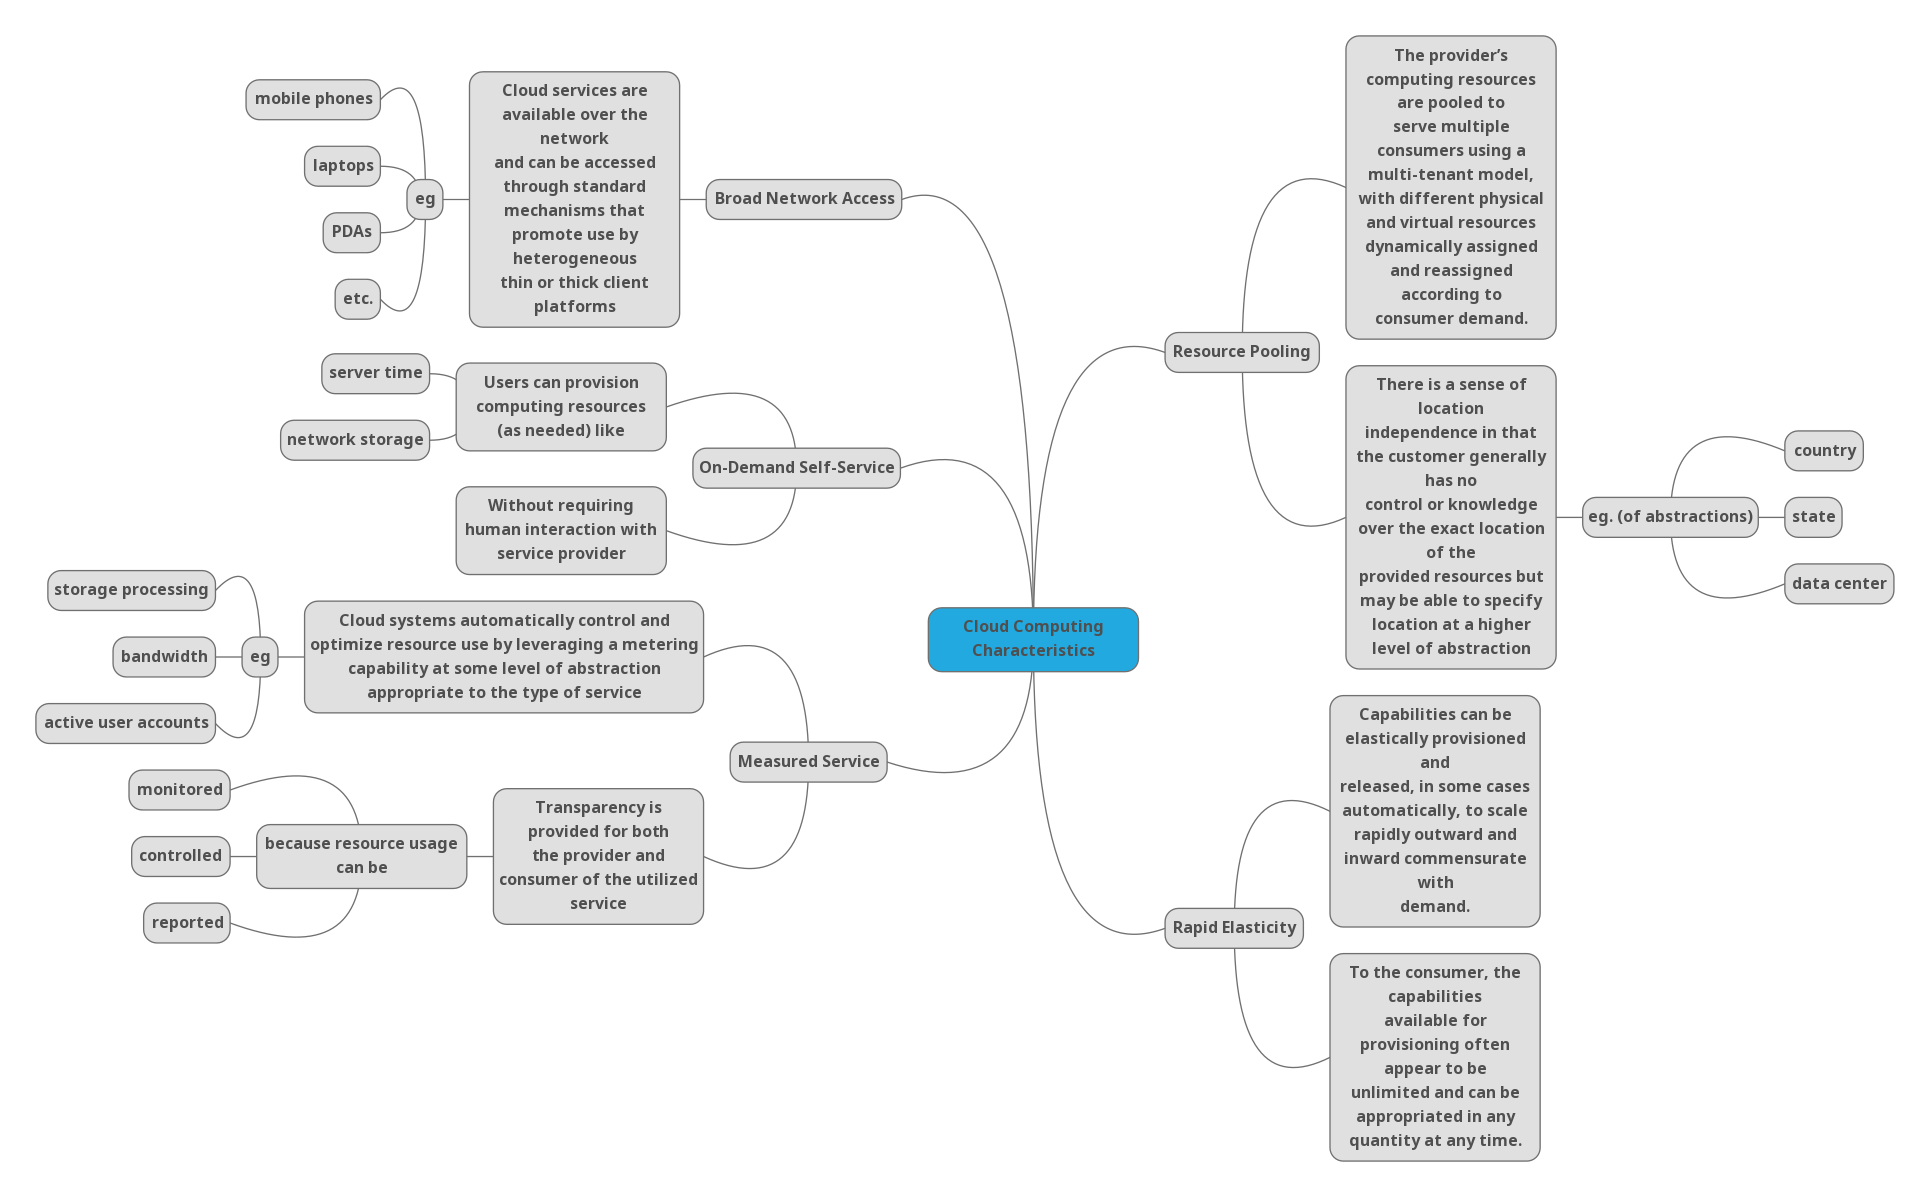 Cloud Computing
Characteristics
Broad Network Access
Cloud services are
available over the
network
and can be accessed
through standard
mechanisms that
promote use by
heterogeneous
thin or thick client
platforms
eg
mobile phones
laptops
PDAs
etc.
On-Demand Self-Service
Users can provision
computing resources
(as needed) like
server time
network storage
Without requiring
human interaction with
service provider
Measured Service
Cloud systems automatically control and
optimize resource use by leveraging a metering
capability at some level of abstraction
appropriate to the type of service
eg
storage processing
bandwidth
active user accounts
Transparency is
provided for both
the provider and
consumer of the utilized
service
because resource usage
can be
monitored
controlled
reported
Resource Pooling
The provider’s
computing resources
are pooled to
serve multiple
consumers using a
multi-tenant model,
with different physical
and virtual resources
dynamically assigned
and reassigned
according to
consumer demand.
There is a sense of
location
independence in that
the customer generally
has no
control or knowledge
over the exact location
of the
provided resources but
may be able to specify
location at a higher
level of abstraction
eg. (of abstractions)
country
state
data center
Rapid Elasticity
Capabilities can be
elastically provisioned
and
released, in some cases
automatically, to scale
rapidly outward and
inward commensurate
with
demand.
To the consumer, the
capabilities
available for
provisioning often
appear to be
unlimited and can be
appropriated in any
quantity at any time.